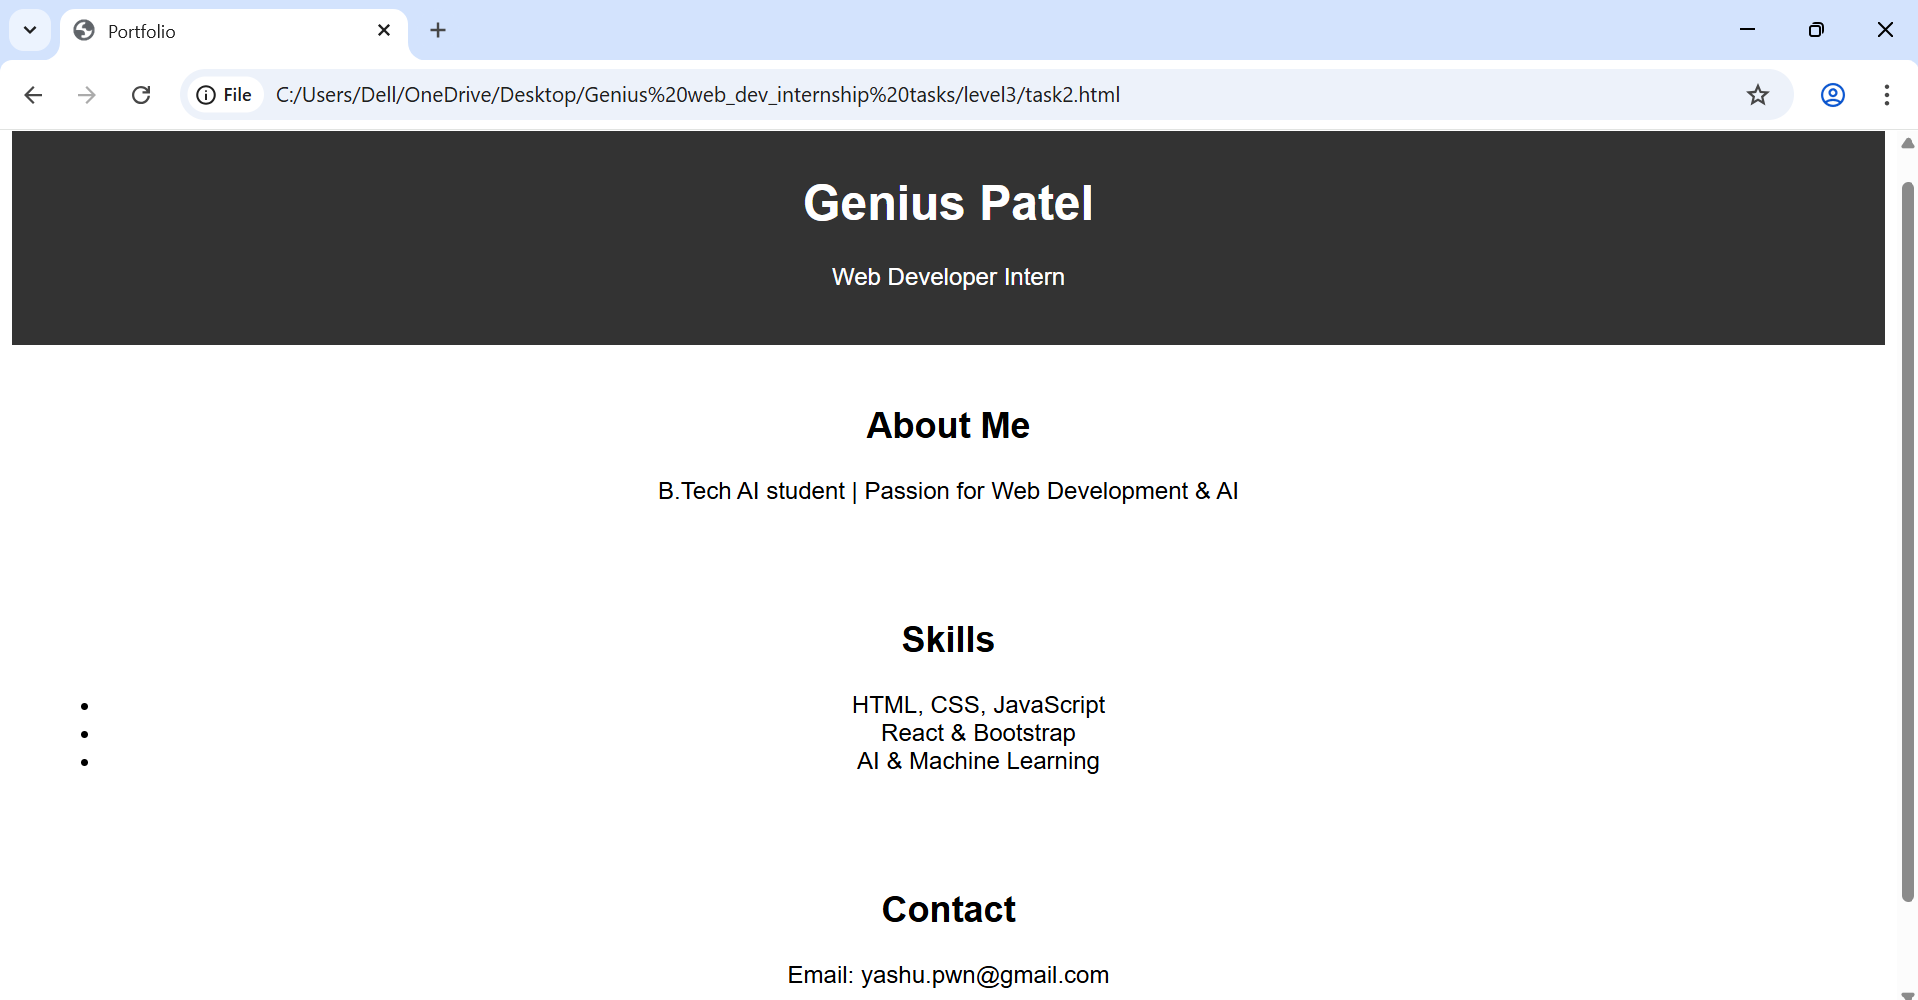 Portfolio
File
C:/Users/Dell/OneDrive/Desktop/Genius%20web_dev_internship%20tasks/level3/task2.html
Genius Patel
Web Developer Intern
About Me
B.Tech AI student | Passion for Web Development & AI
Skills
• HTML, CSS, JavaScript
• React & Bootstrap
• AI & Machine Learning
Contact
Email: yashu.pwn@gmail.com